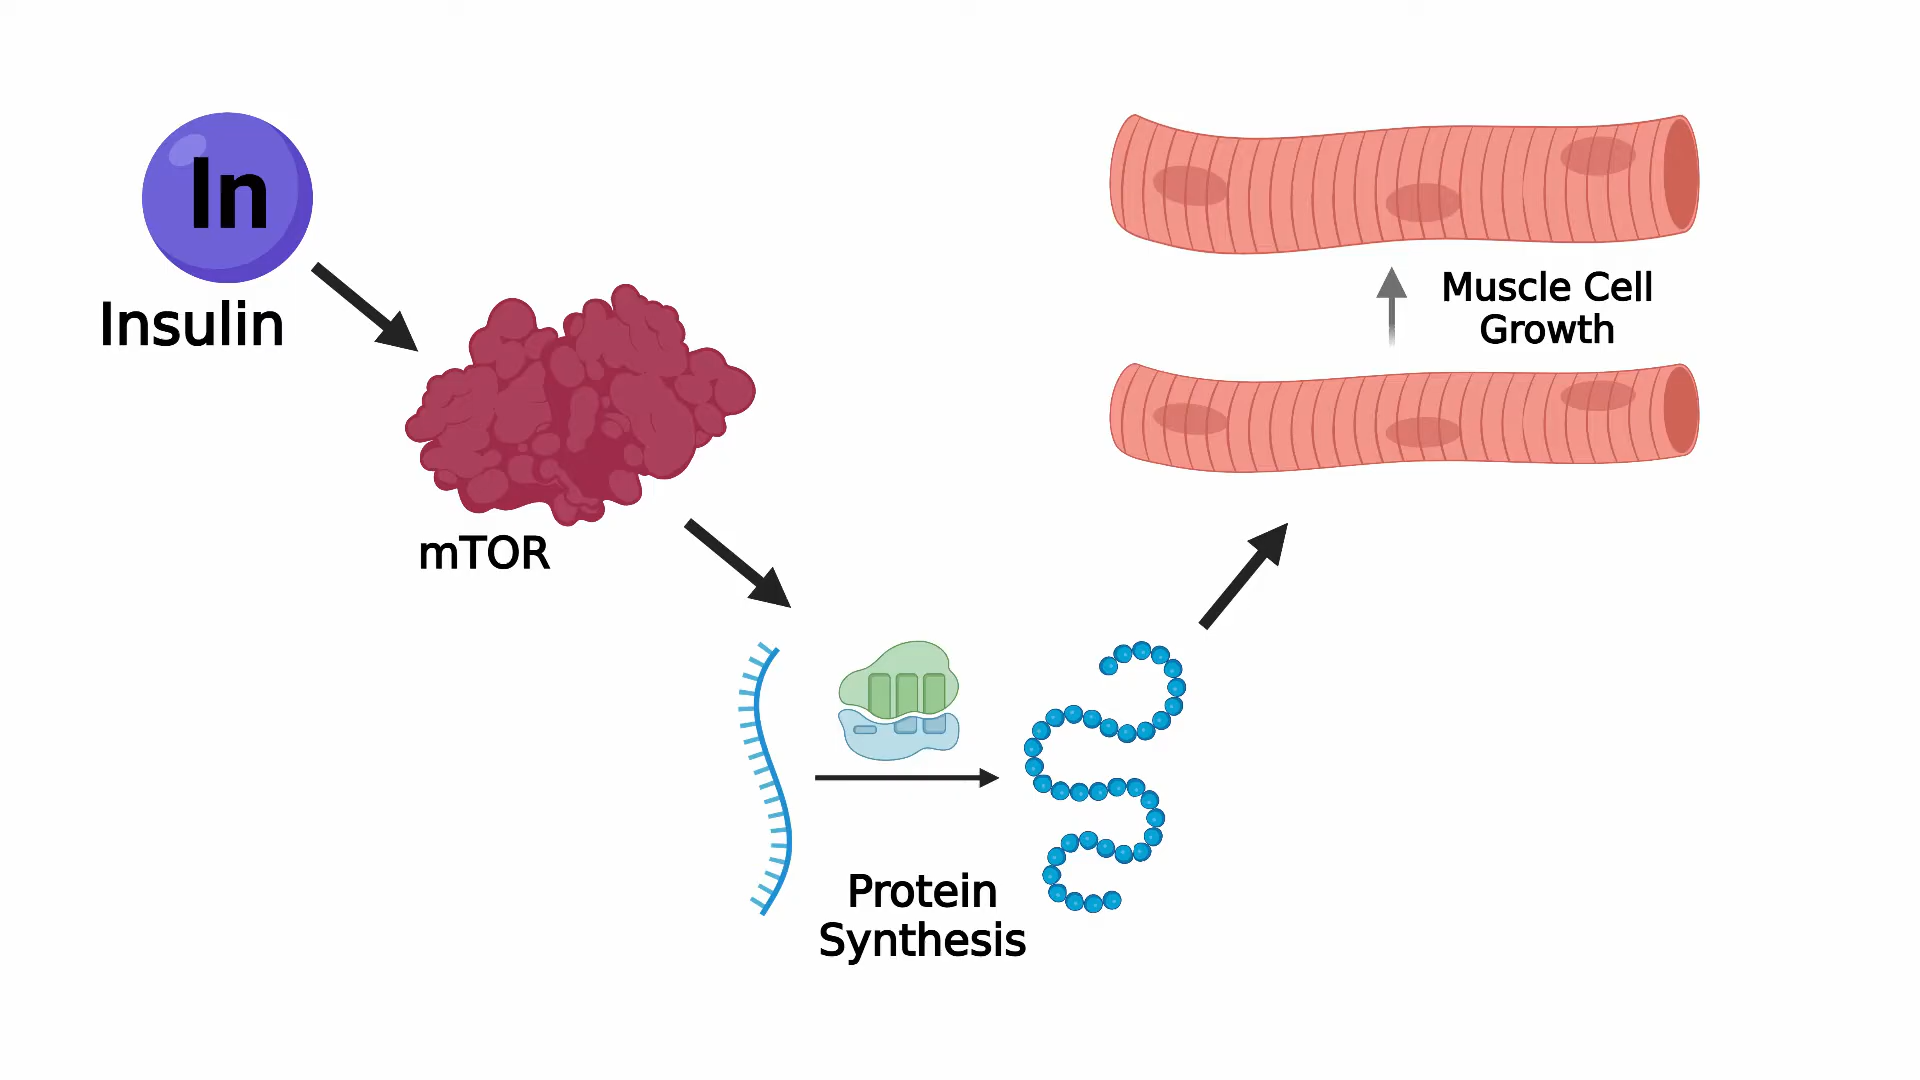 In
Insulin
mTOR
Protein
Synthesis
Muscle Cell
Growth